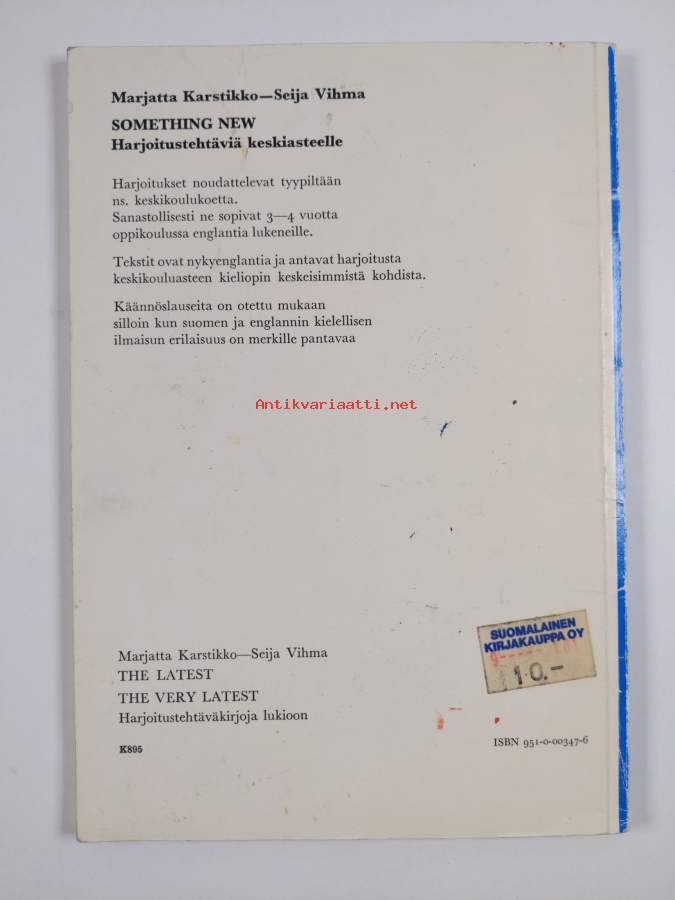 Marjatta Karstikko—Seija Vihma
SOMETHING NEW
Harjoitustehtäviä keskiasteelle
Harjoitukset noudattelevat tyypiltään
ns. keskikoulukoetta.
Sanastollisesti ne sopivat 3—4 vuotta
oppikoulussa englantia lukeneille.
Tekstit ovat nykyenglantia ja antavat harjoitusta
keskikouluasteen kieliopin keskeisimmistä kohdista.
Käännöslauseita on otettu mukaan
silloin kun suomen ja englannin kielellisen
ilmaisun erilaisuus on merkille pantavaa
Antikvariaatti.net
SUOMALAINEN
KIRJAKAUPPA OY
10.-
Marjatta Karstikko—Seija Vihma
THE LATEST
THE VERY LATEST
Harjoitustehtäväkirjoja lukioon
K895
ISBN 951-0-00347-6